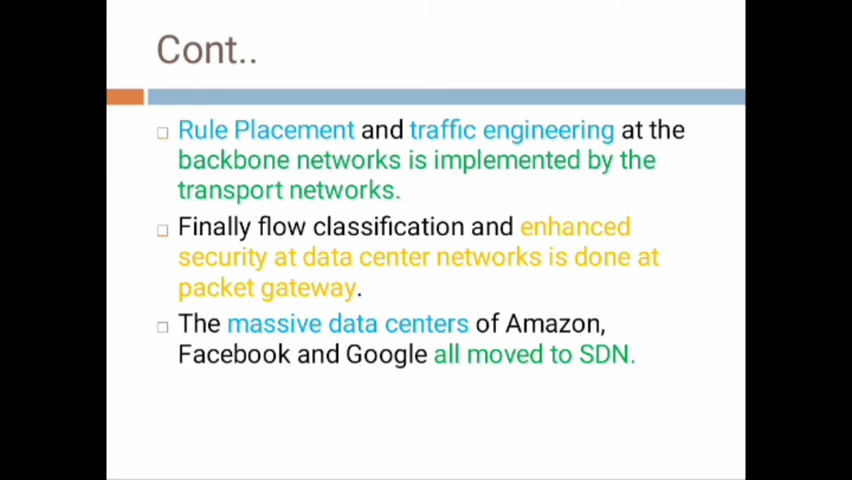 Cont..
Rule Placement and traffic engineering at the
backbone networks is implemented by the
transport networks.
Finally flow classification and enhanced
security at data center networks is done at
packet gateway.
The massive data centers of Amazon,
Facebook and Google all moved to SDN.